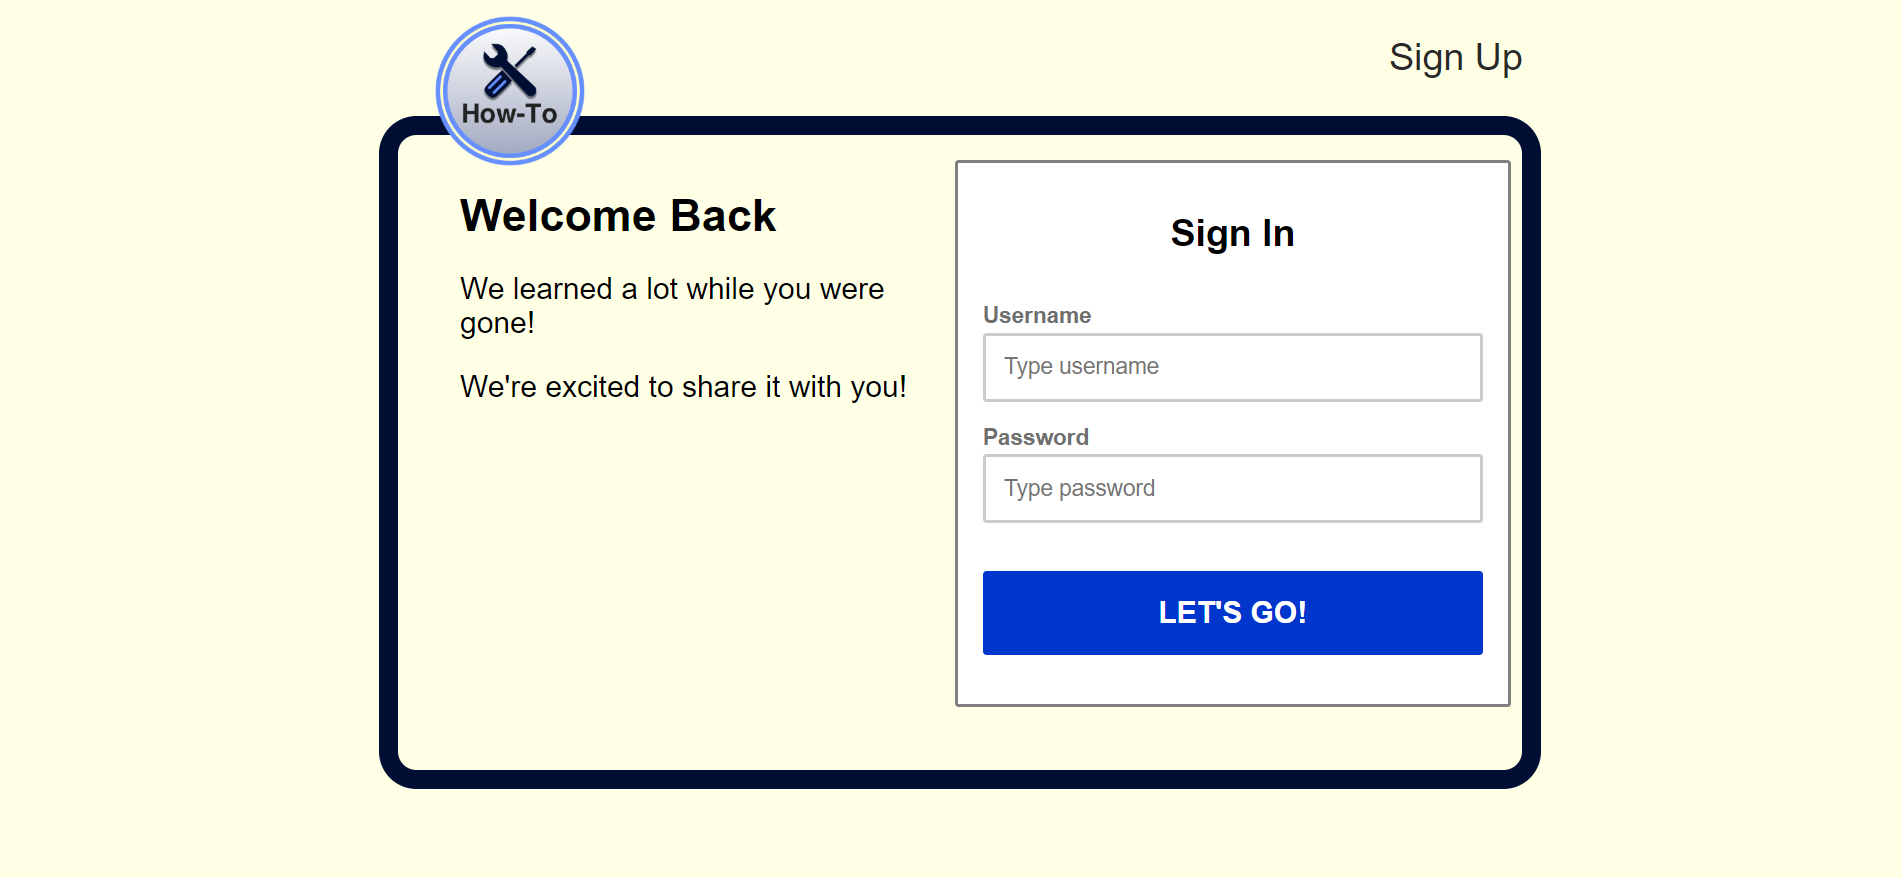 How-To
Sign Up
Welcome Back
We learned a lot while you were
gone!
We're excited to share it with you!
Sign In
Username
Type username
Password
Type password
LET'S GO!